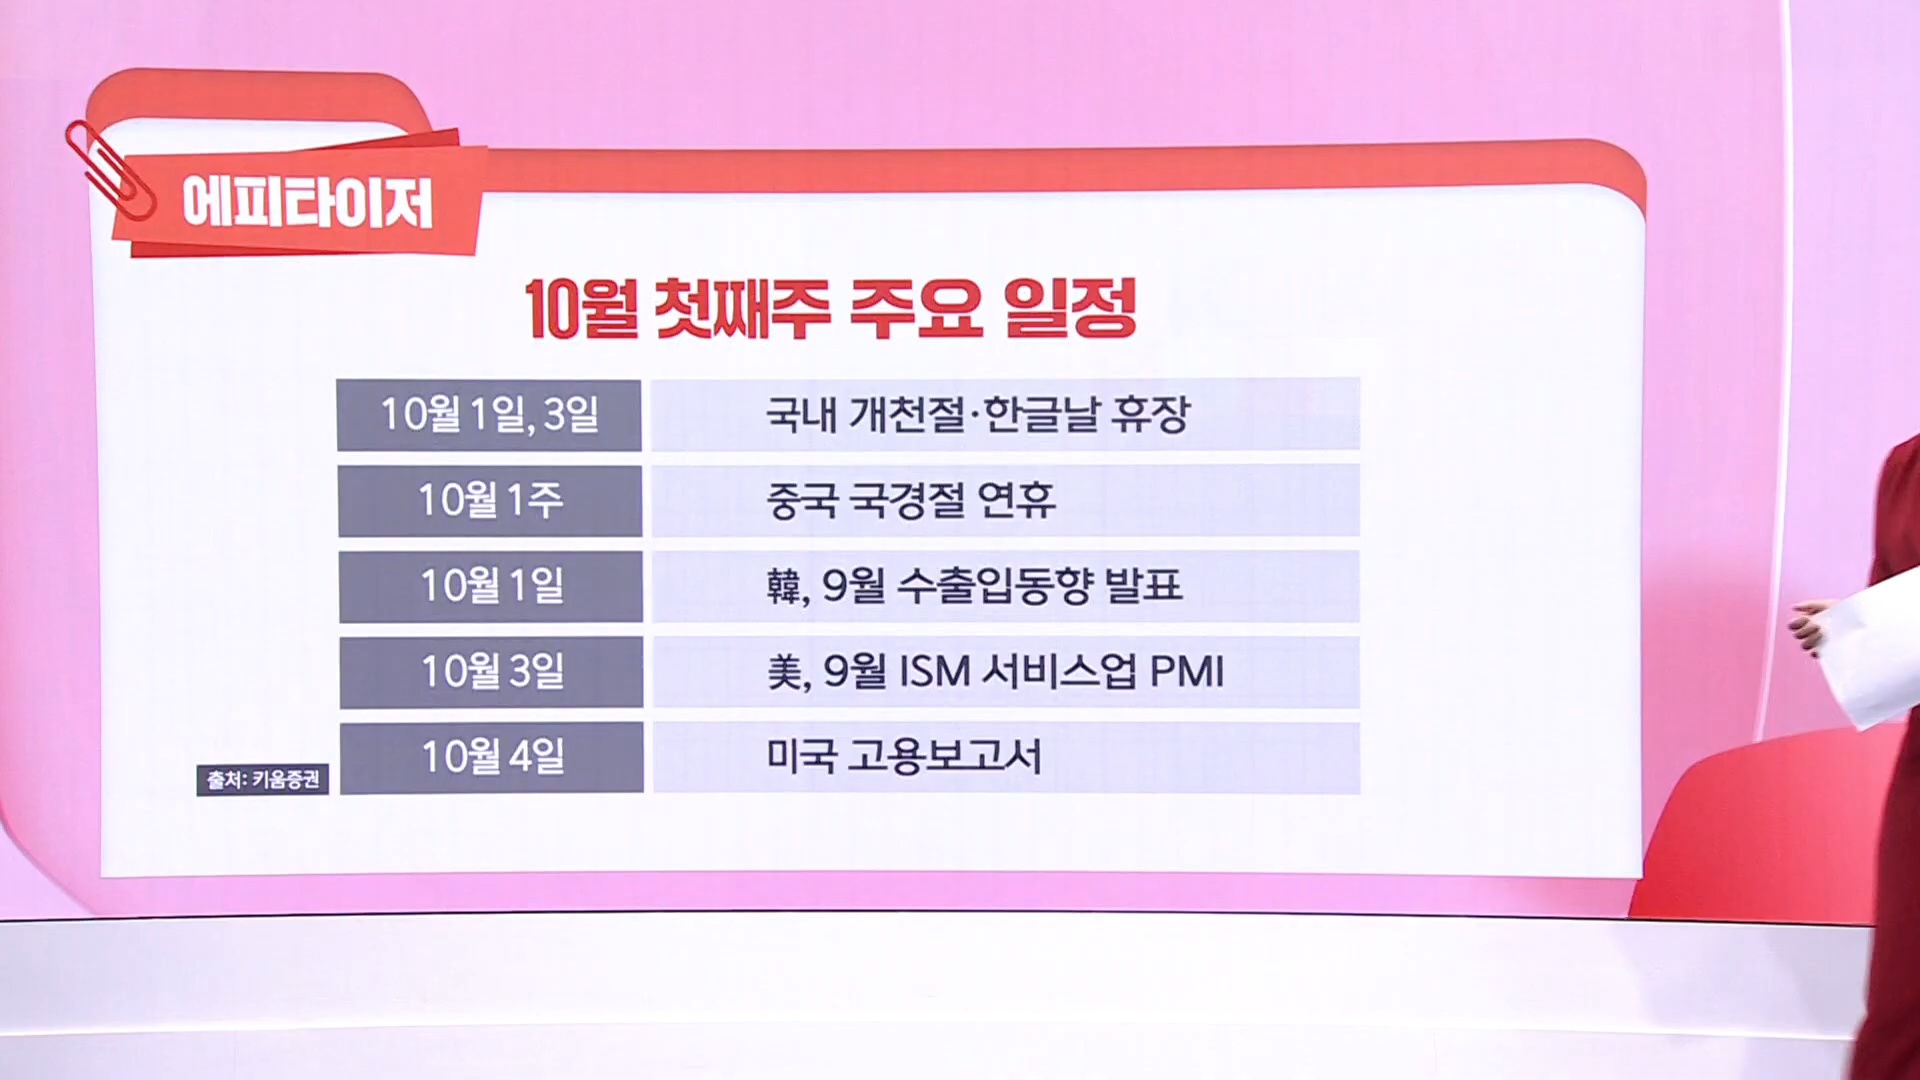 에피타이저
10월 첫째주 주요 일정
10월 1일, 3일 국내 개천절·한글날 휴장
10월 1주 중국 국경절 연휴
10월 1일 韓, 9월 수출입동향 발표
10월 3일 美, 9월 ISM 서비스업 PMI
10월 4일 미국 고용보고서
출처: 키움증권